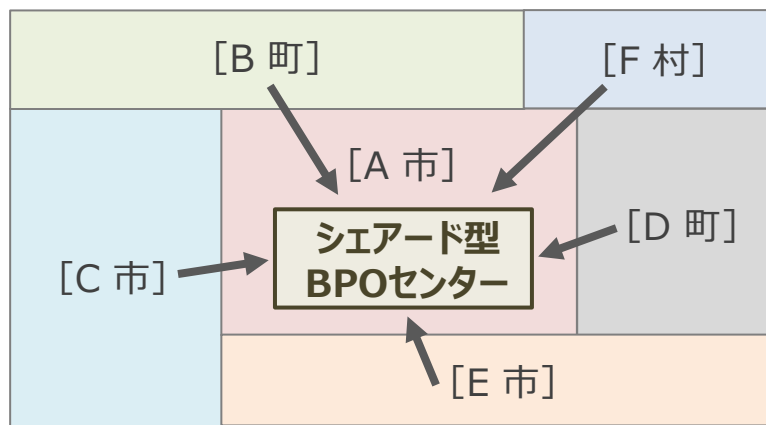 [B 町]
[F 村]
[A 市]
シェアード型
BPOセンター
[D 町]
[C 市]
[E 市]